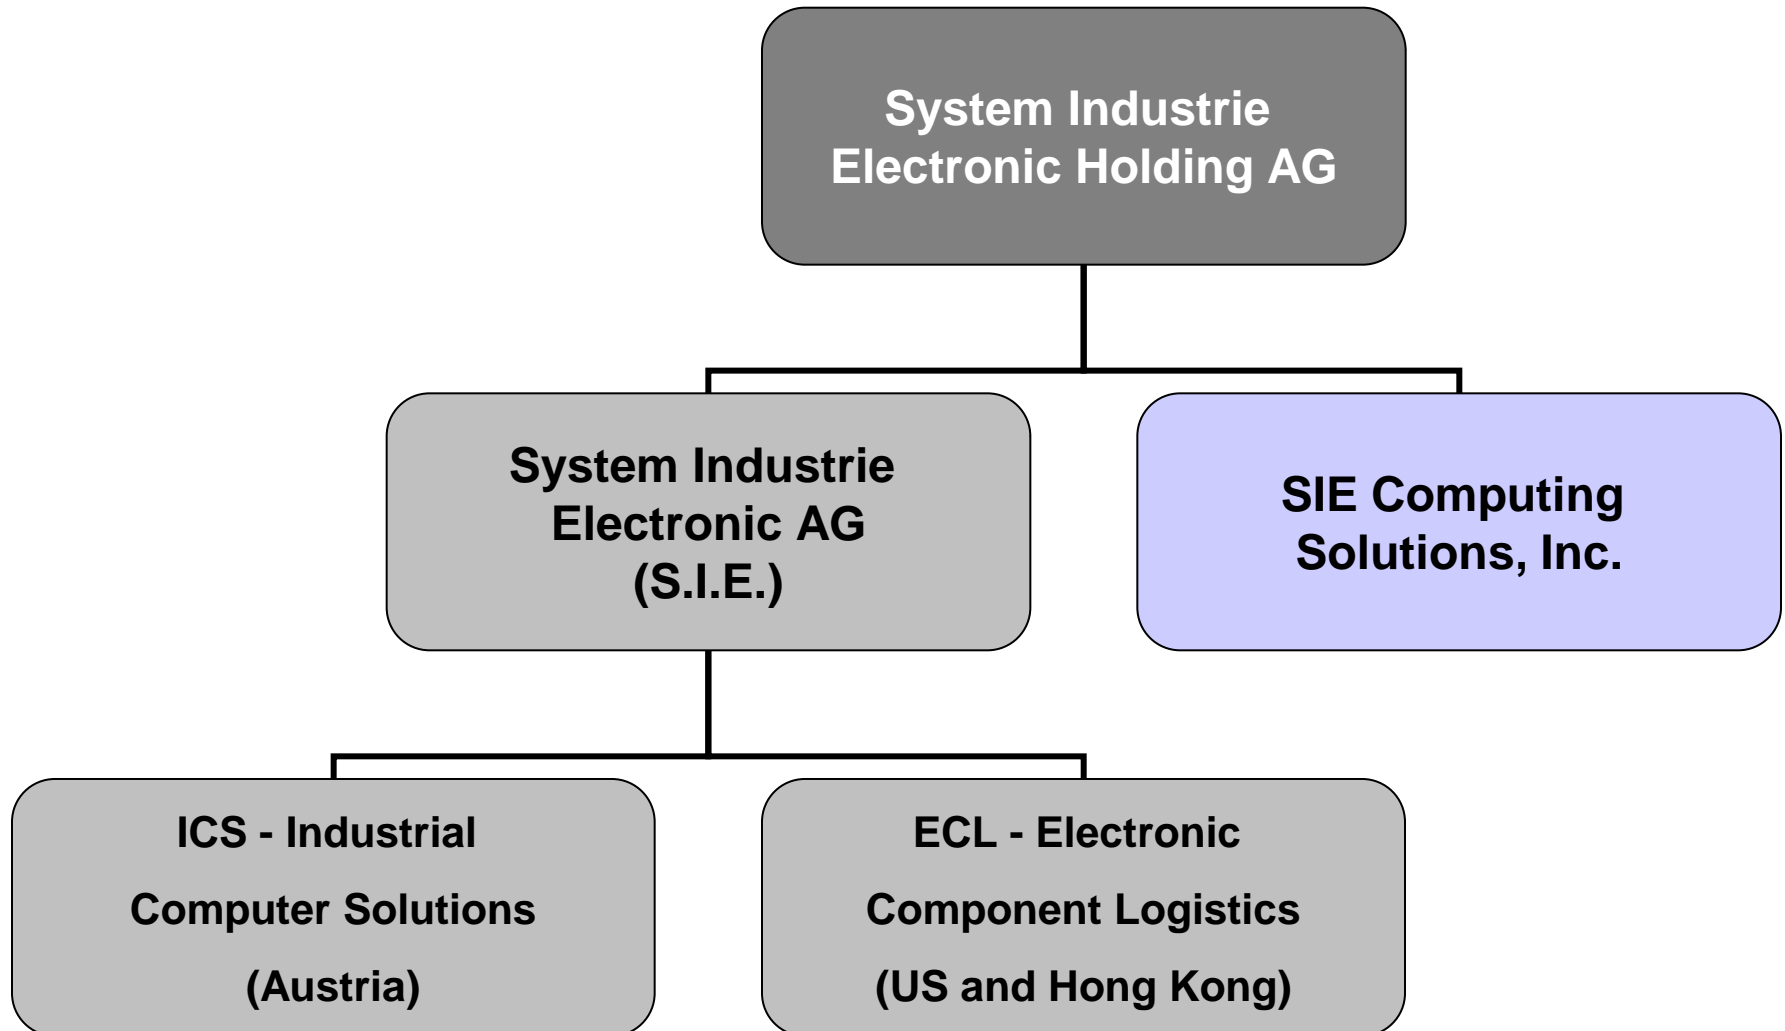 System Industrie
Electronic Holding AG
System Industrie
Electronic AG
(S.I.E.)
SIE Computing
Solutions, Inc.
ICS - Industrial
Computer Solutions
(Austria)
ECL - Electronic
Component Logistics
(US and Hong Kong)